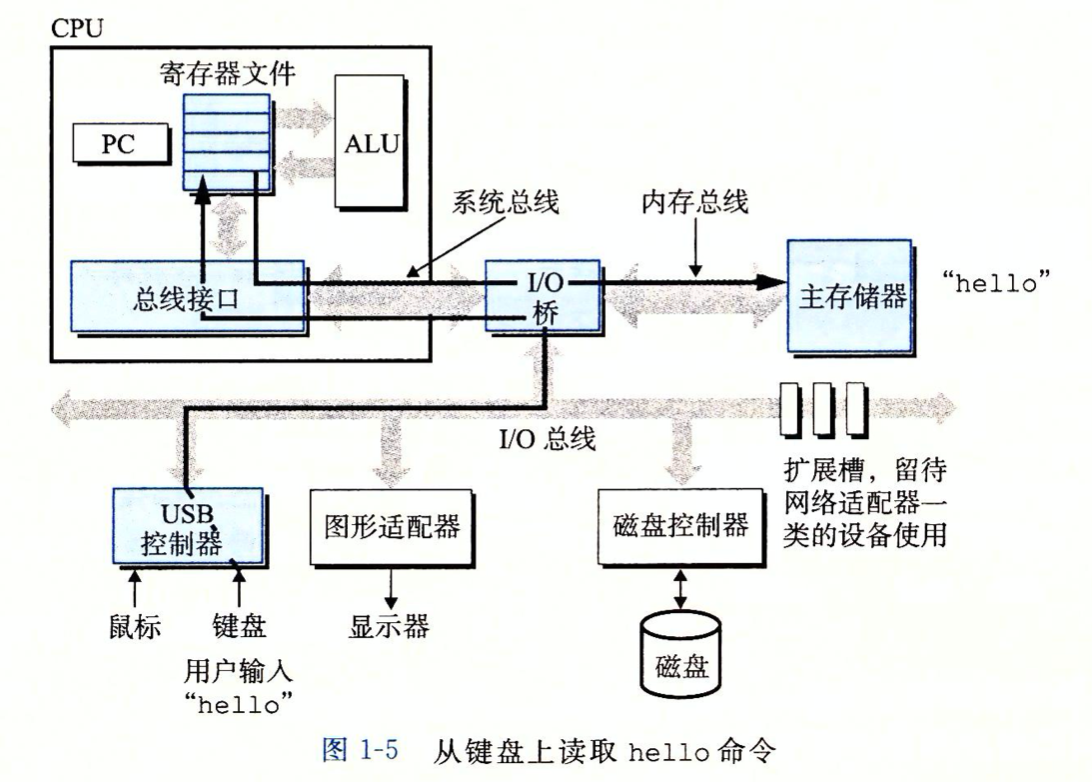 CPU
寄存器文件
PC
ALU
系统总线
内存总线
总线接口
I/O
桥
主存储器
“hello”
I/O 总线
扩展槽，留待
网络适配器一
类的设备使用
USB
控制器
图形适配器
磁盘控制器
鼠标
键盘
显示器
磁盘
用户输入
“hello”
图 1-5 从键盘上读取 hello 命令